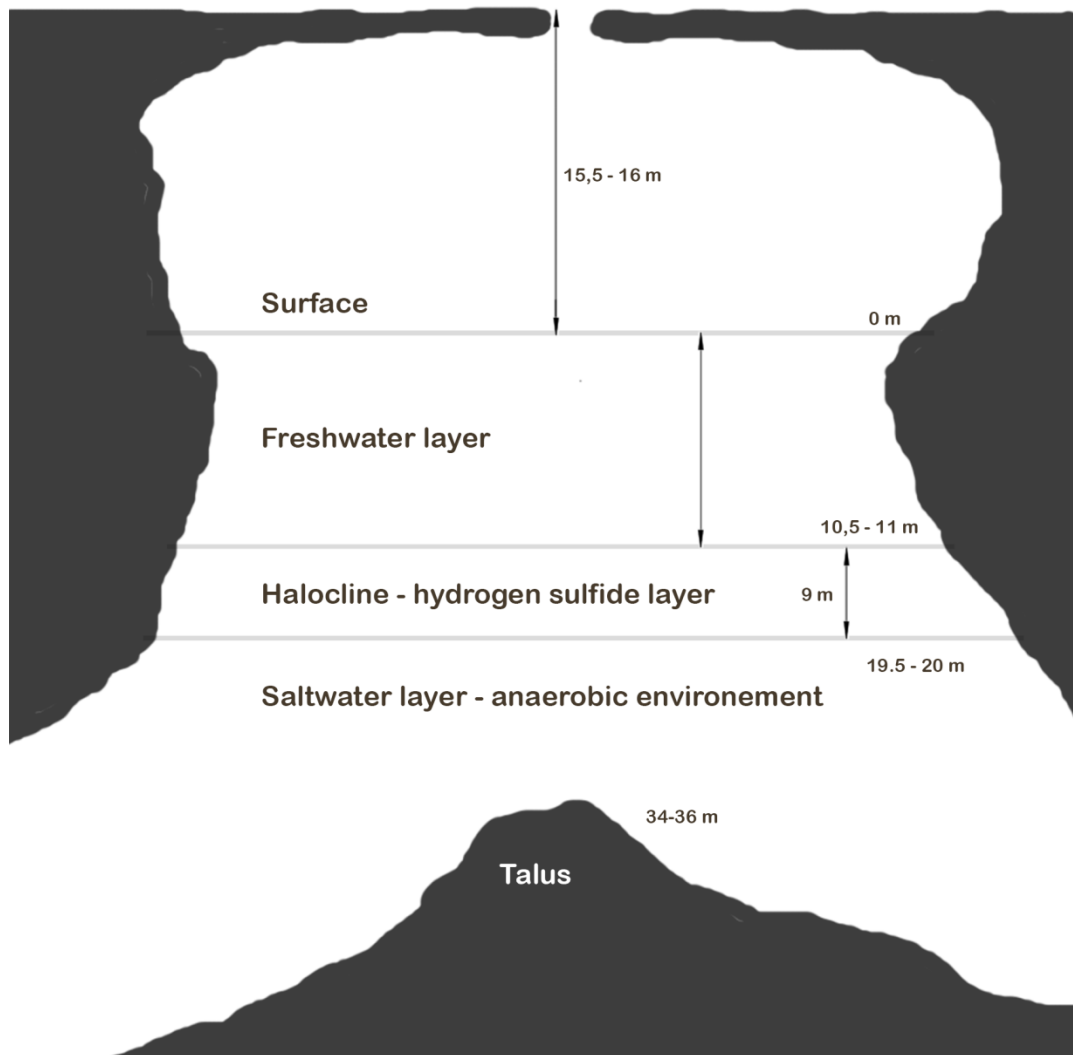 15,5 - 16 m
Surface
0 m
Freshwater layer
10,5 - 11 m
Halocline - hydrogen sulfide layer
9 m
19.5 - 20 m
Saltwater layer - anaerobic environement
34-36 m
Talus